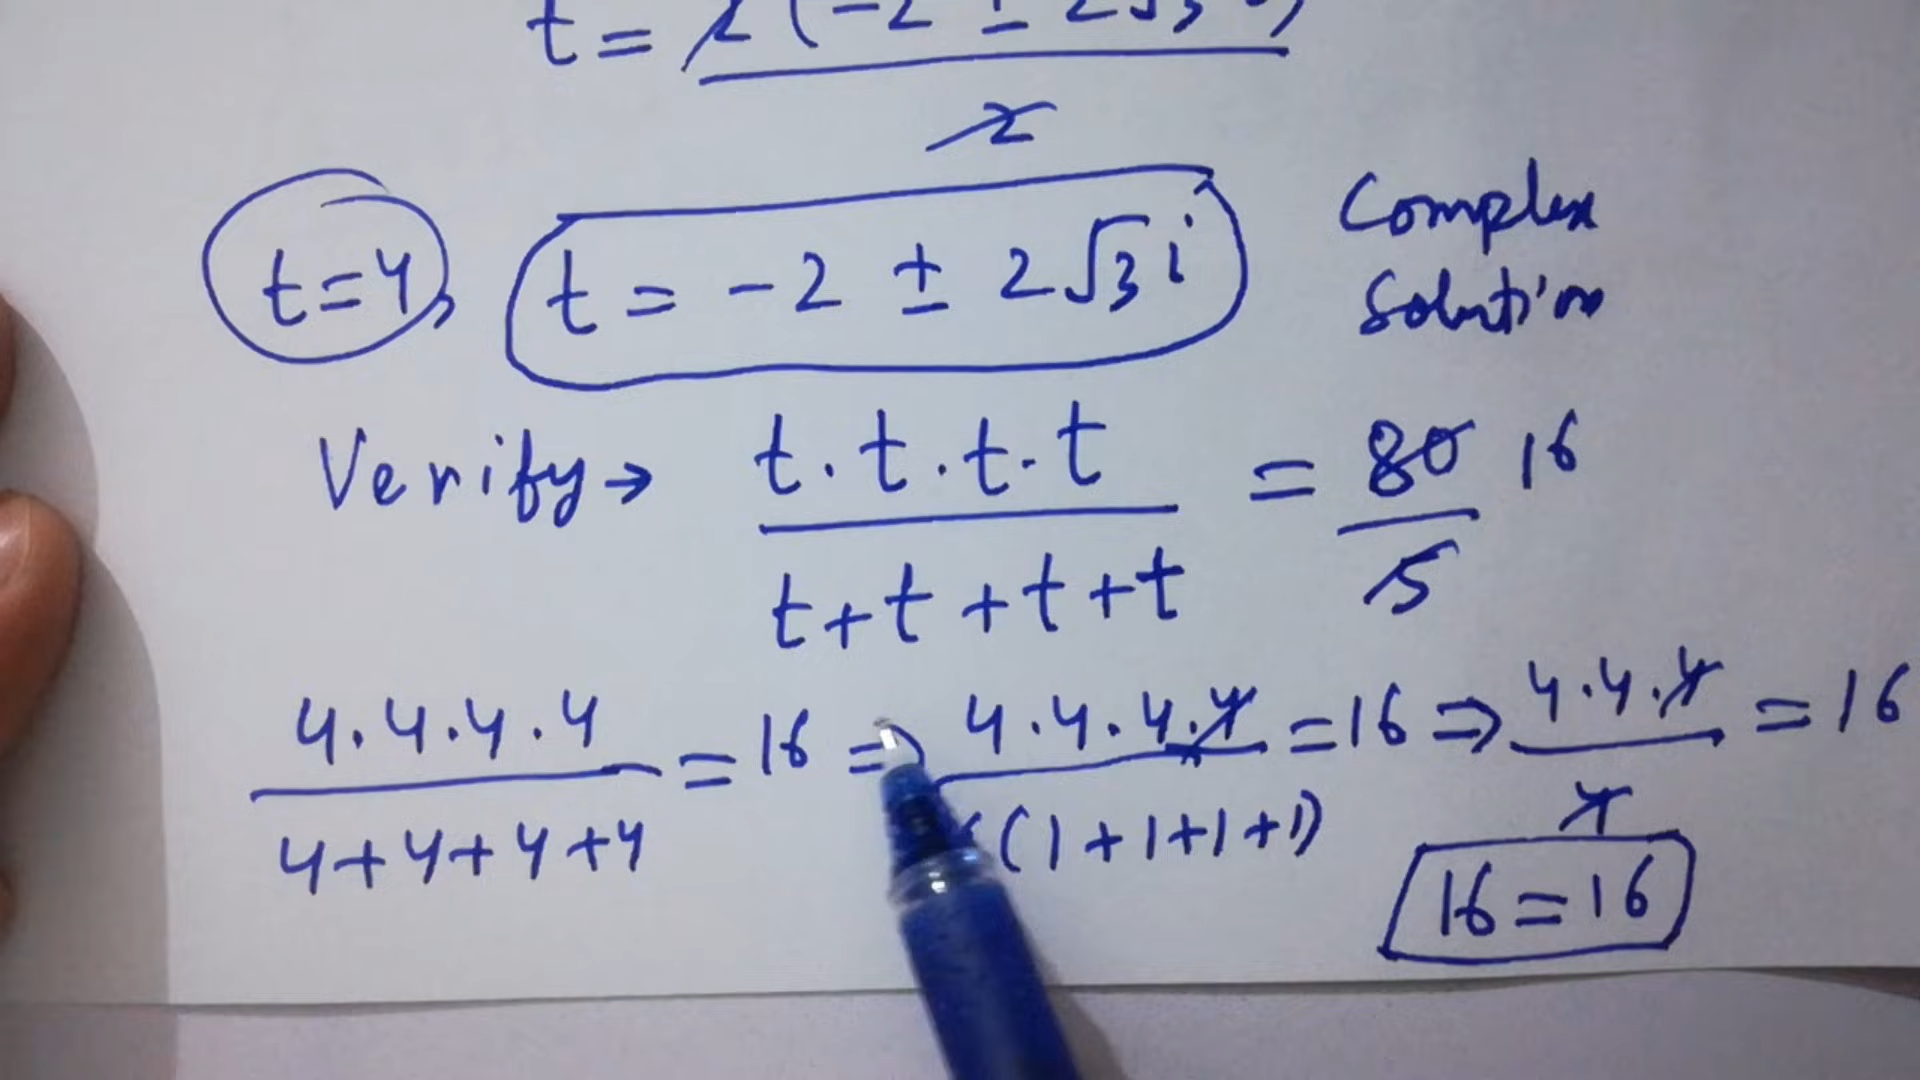 t = 2 (-2 ± 2√3 i)
2
t=4, t = -2 ± 2√3 i Complex
Solution
Verify → t . t . t . t = 80 16
t + t + t + t 5
4 . 4 . 4 . 4 = 16 ⇒ 4 . 4 . 4 . 4 = 16 ⇒ 4 . 4 . 4 = 16
4 + 4 + 4 + 4 (1 + 1 + 1 + 1) 4
16 = 16